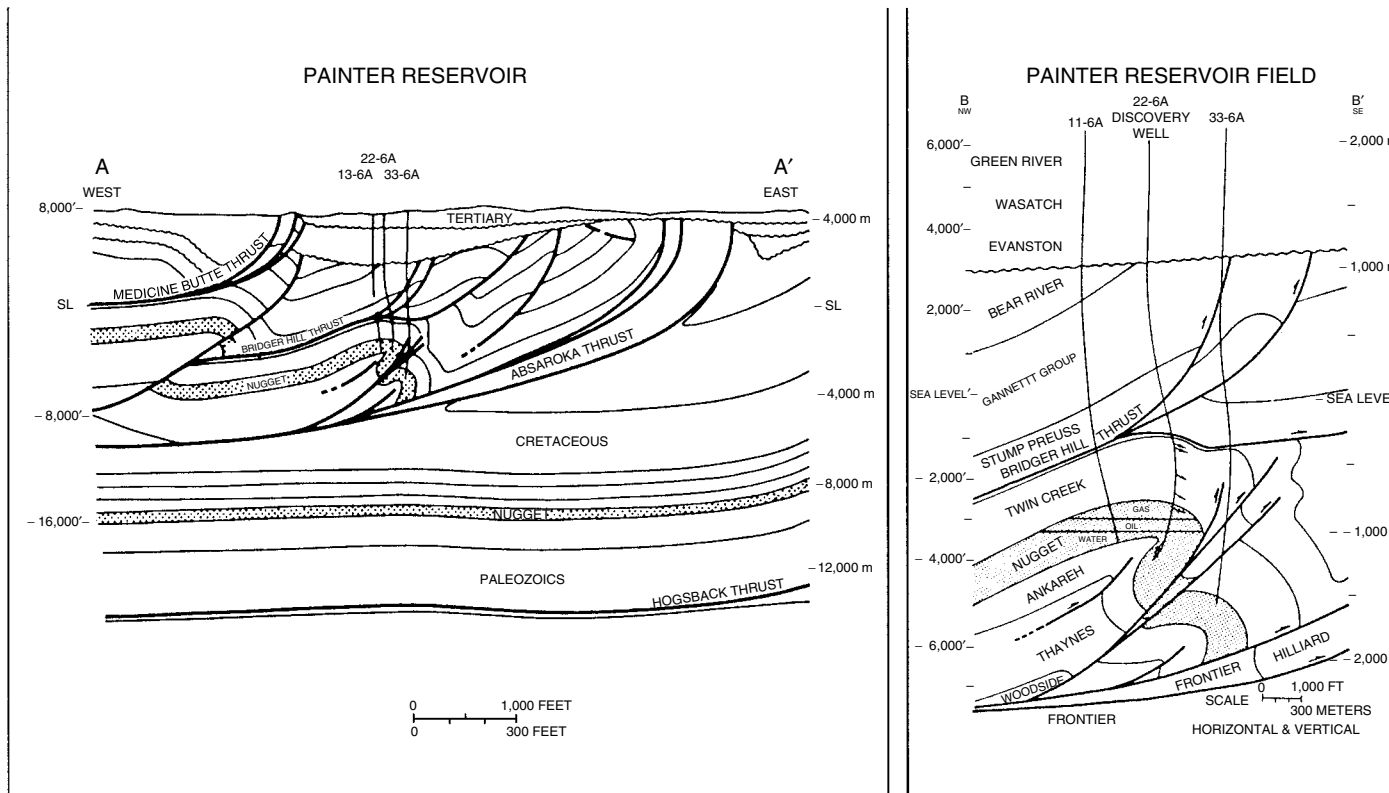 PAINTER RESERVOIR
A
WEST
A′
EAST
22-6A
13-6A 33-6A
8,000′–
TERTIARY
– 4,000 m
MEDICINE BUTTE THRUST
SL
– SL
BRIDGER HILL THRUST
NUGGET
ABSAROKA THRUST
– 4,000 m
– 8,000′–
CRETACEOUS
– 8,000 m
– 16,000′–
NUGGET
– 12,000 m
PALEOZOICS
HOGSBACK THRUST
0 1,000 FEET
0 300 FEET
PAINTER RESERVOIR FIELD
B
NW
B′
SE
22-6A
DISCOVERY
WELL
11-6A
33-6A
6,000′–
– 2,000 m
GREEN RIVER
WASATCH
4,000′–
EVANSTON
– 1,000 m
BEAR RIVER
2,000′–
GANNETTT GROUP
SEA LEVEL′–
– SEA LEVE
STUMP PREUSS
BRIDGER HILL THRUST
– 2,000′–
TWIN CREEK
GAS
OIL
WATER
– 1,000
– 4,000′–
NUGGET
ANKAREH
THAYNES
– 6,000′–
HILLIARD
– 2,000
FRONTIER
WOODSIDE
FRONTIER
SCALE 0 1,000 FT
300 METERS
HORIZONTAL & VERTICAL